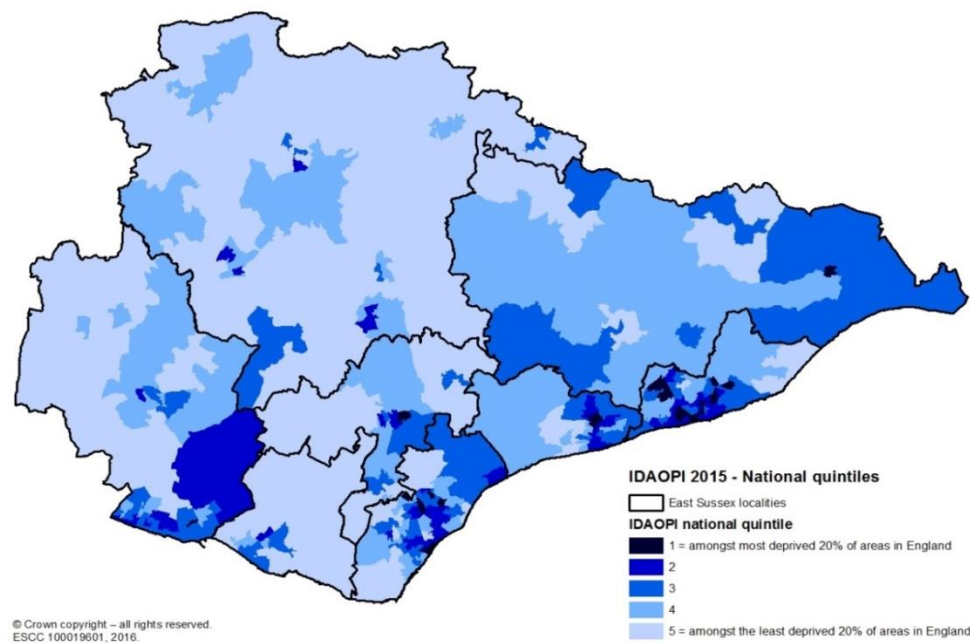 IDAOPI 2015 - National quintiles
East Sussex localities
IDAOPI national quintile
1 = amongst most deprived 20% of areas in England
2
3
4
5 = amongst the least deprived 20% of areas in England
© Crown copyright – all rights reserved.
ESCC 100019601, 2016.